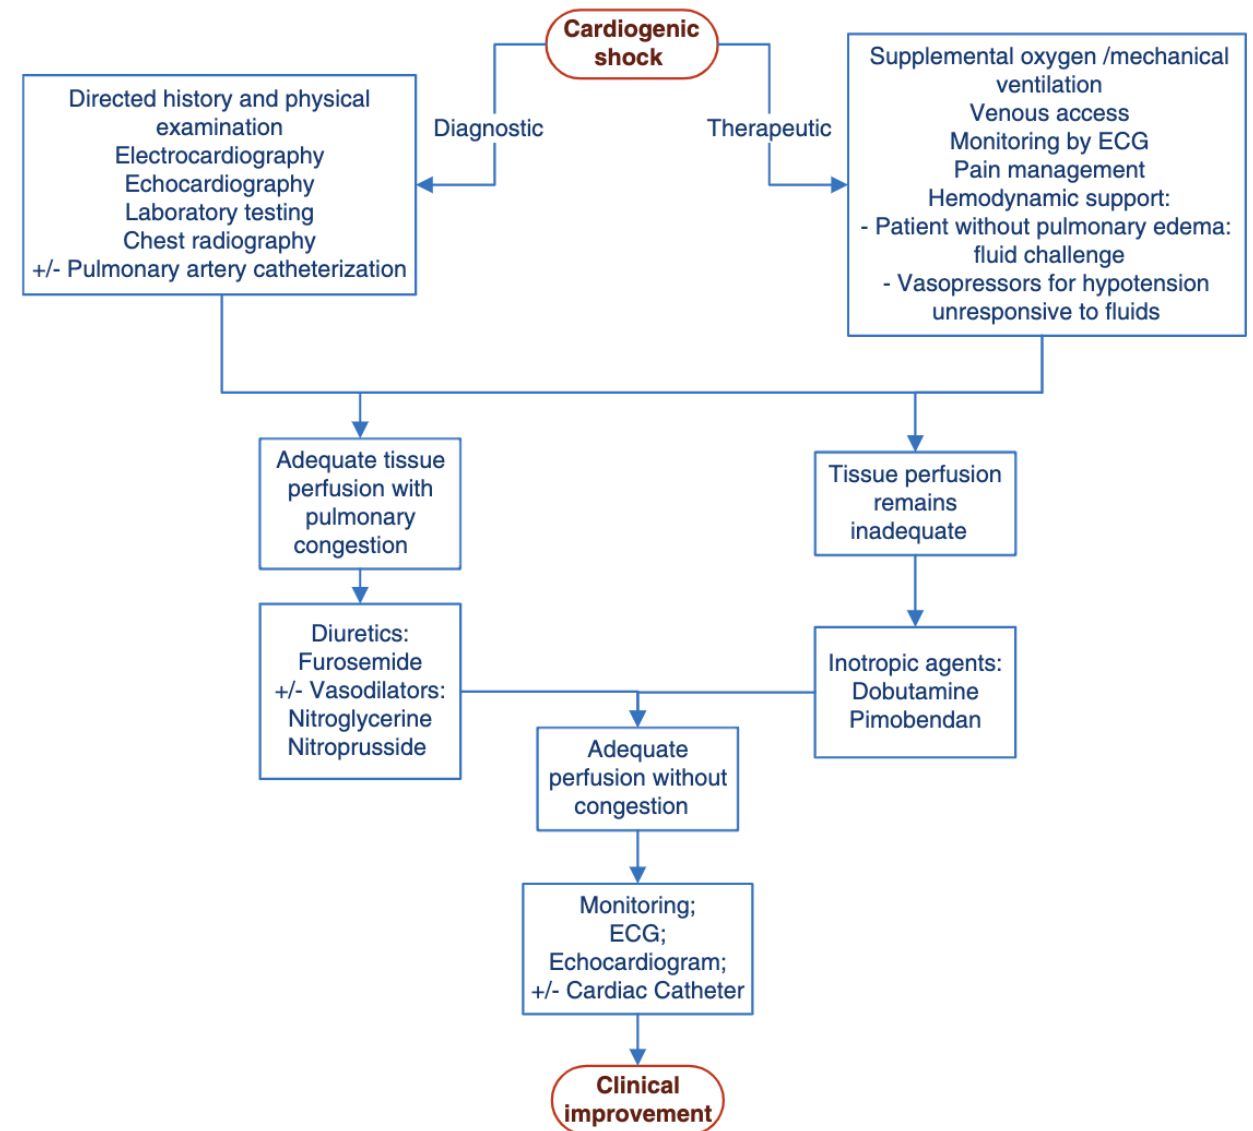 Cardiogenic
shock
Diagnostic
Therapeutic
Directed history and physical
examination
Electrocardiography
Echocardiography
Laboratory testing
Chest radiography
+/- Pulmonary artery catheterization
Supplemental oxygen /mechanical
ventilation
Venous access
Monitoring by ECG
Pain management
Hemodynamic support:
- Patient without pulmonary edema:
fluid challenge
- Vasopressors for hypotension
unresponsive to fluids
Adequate tissue
perfusion with
pulmonary
congestion
Tissue perfusion
remains
inadequate
Diuretics:
Furosemide
+/- Vasodilators:
Nitroglycerine
Nitroprusside
Inotropic agents:
Dobutamine
Pimobendan
Adequate
perfusion without
congestion
Monitoring;
ECG;
Echocardiogram;
+/- Cardiac Catheter
Clinical
improvement